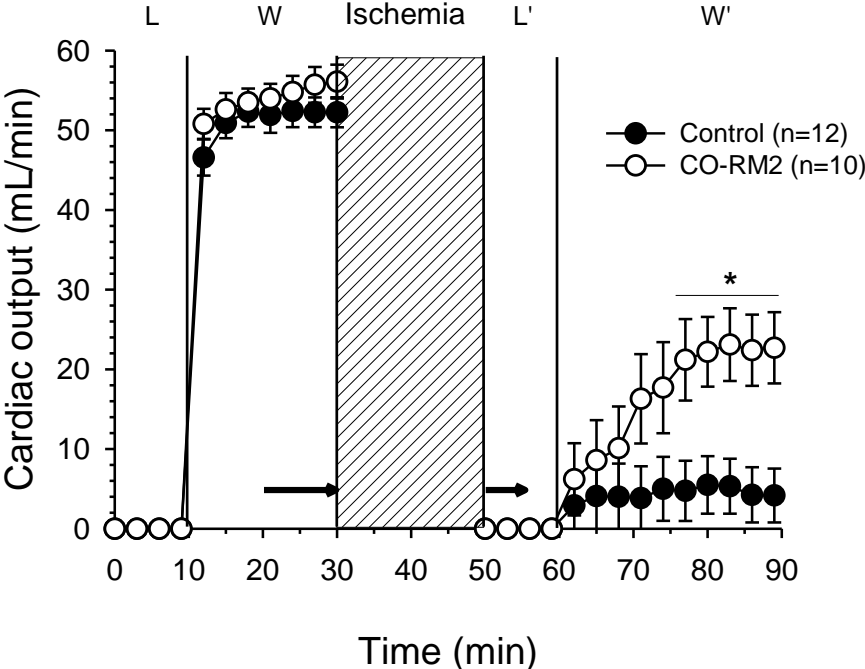 L W Ischemia L' W'
60
50
40
30
20
10
0
Cardiac output (mL/min)
Control (n=12)
CO-RM2 (n=10)
*
0 10 20 30 40 50 60 70 80 90
Time (min)